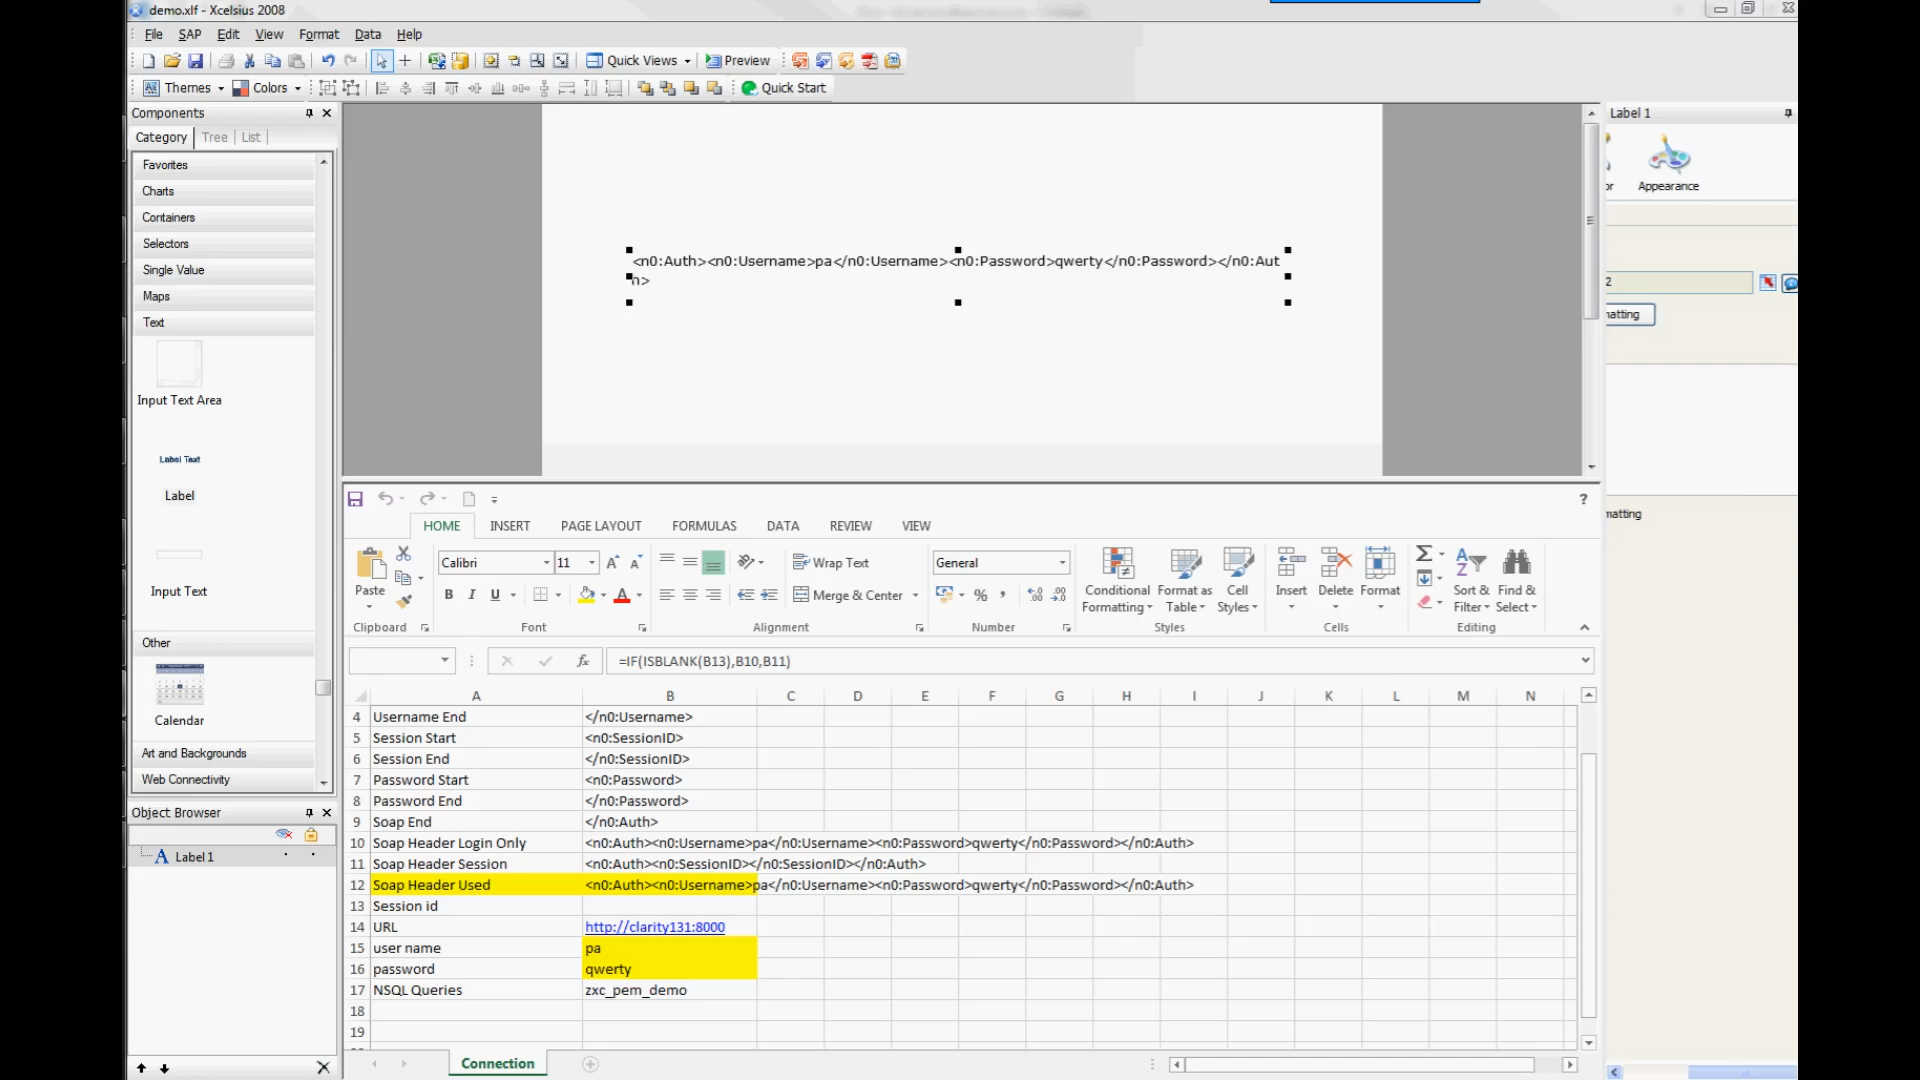 demo.xlf - Xcelsius 2008
File SAP Edit View Format Data Help
Quick Views Preview
Themes Colors Quick Start
Components
Category Tree List
Favorites
Charts
Containers
Selectors
Single Value
Maps
Text
Input Text Area
Label Text
Label
Input Text
Other
Calendar
Art and Backgrounds
Web Connectivity
Object Browser
Label 1
<n0:Auth><n0:Username>pa</n0:Username><n0:Password>qwerty</n0:Password></n0:Aut
h>
Label 1
or Appearance
2
matting
matting
HOME INSERT PAGE LAYOUT FORMULAS DATA REVIEW VIEW
Paste
Clipboard
Calibri 11
B I U
Font
Wrap Text
Merge & Center
Alignment
General
Number
Conditional Formatting
Format as Table
Cell Styles
Styles
Insert Delete Format
Cells
Sort & Filter
Find & Select
Editing
=IF(ISBLANK(B13),B10,B11)
A B C D E F G H I J K L M N
4 Username End </n0:Username>
5 Session Start <n0:SessionID>
6 Session End </n0:SessionID>
7 Password Start <n0:Password>
8 Password End </n0:Password>
9 Soap End </n0:Auth>
10 Soap Header Login Only <n0:Auth><n0:Username>pa</n0:Username><n0:Password>qwerty</n0:Password></n0:Auth>
11 Soap Header Session <n0:Auth><n0:SessionID></n0:SessionID></n0:Auth>
12 Soap Header Used <n0:Auth><n0:Username>pa</n0:Username><n0:Password>qwerty</n0:Password></n0:Auth>
13 Session id
14 URL http://clarity131:8000
15 user name pa
16 password qwerty
17 NSQL Queries zxc_pem_demo
18
19
Connection